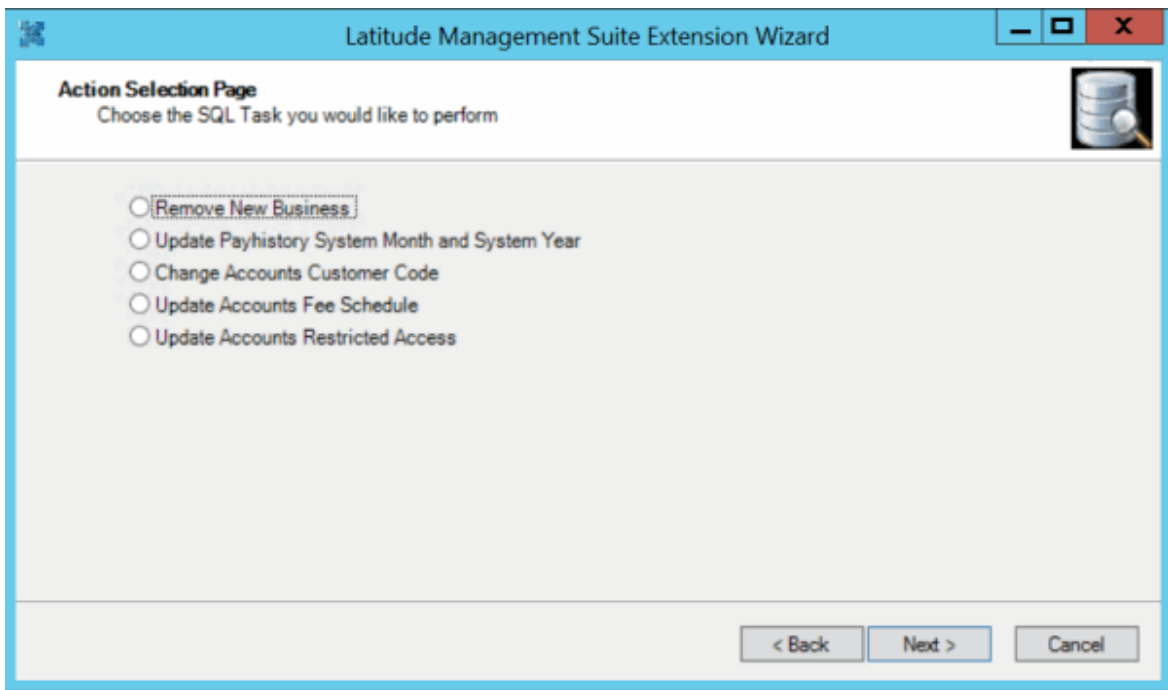 Latitude Management Suite Extension Wizard
Action Selection Page
Choose the SQL Task you would like to perform
Remove New Business
Update Payhistory System Month and System Year
Change Accounts Customer Code
Update Accounts Fee Schedule
Update Accounts Restricted Access
< Back Next > Cancel